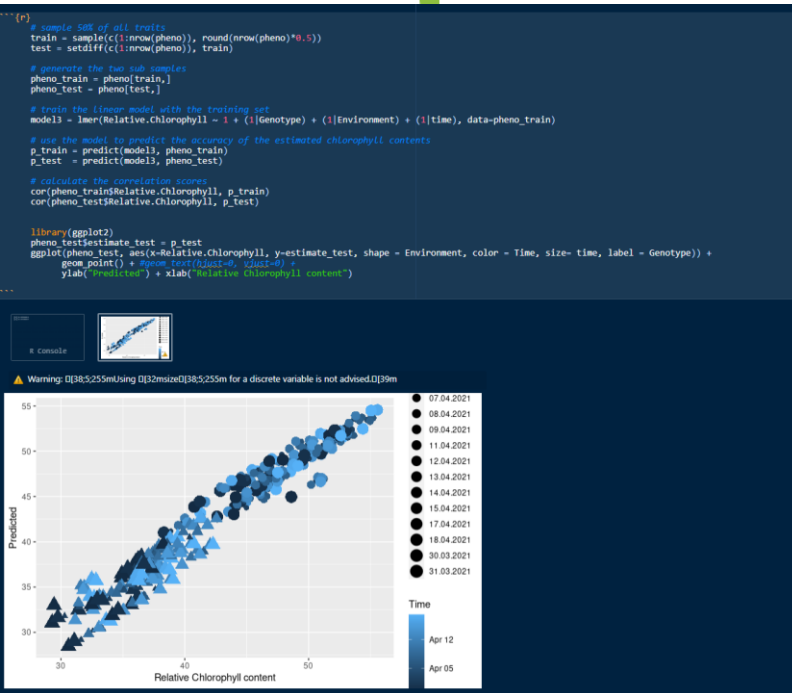 ```{r}
# sample 50% of all traits
train = sample(c(1:nrow(pheno)), round(nrow(pheno)*0.5))
test = setdiff(c(1:nrow(pheno)), train)
# generate the two sub samples
pheno_train = pheno[train,]
pheno_test = pheno[test,]
# train the linear model with the training set
model3 = lmer(Relative.Chlorophyll ~ 1 + (1|Genotype) + (1|Environment) + (1|time), data=pheno_train)
# use the model to predict the accuracy of the estimated chlorophyll contents
p_train = predict(model3, pheno_train)
p_test = predict(model3, pheno_test)
# calculate the correlation scores
cor(pheno_train$Relative.Chlorophyll, p_train)
cor(pheno_test$Relative.Chlorophyll, p_test)
library(ggplot2)
pheno_test$estimate_test = p_test
ggplot(pheno_test, aes(x=Relative.Chlorophyll, y=estimate_test, shape = Environment, color = Time, size= time, label = Genotype)) +
geom_point() + #geom_text(hjust=0, vjust=0) +
ylab("Predicted") + xlab("Relative Chlorophyll content")
```
R Console
Warning: □[38;5;255mUsing □[32msize□[38;5;255m for a discrete variable is not advised.□[39m
55
50
45
40
35
30
Predicted
30
40
50
Relative Chlorophyll content
07.04.2021
08.04.2021
09.04.2021
11.04.2021
12.04.2021
13.04.2021
14.04.2021
15.04.2021
17.04.2021
18.04.2021
30.03.2021
31.03.2021
Time
Apr 12
Apr 05